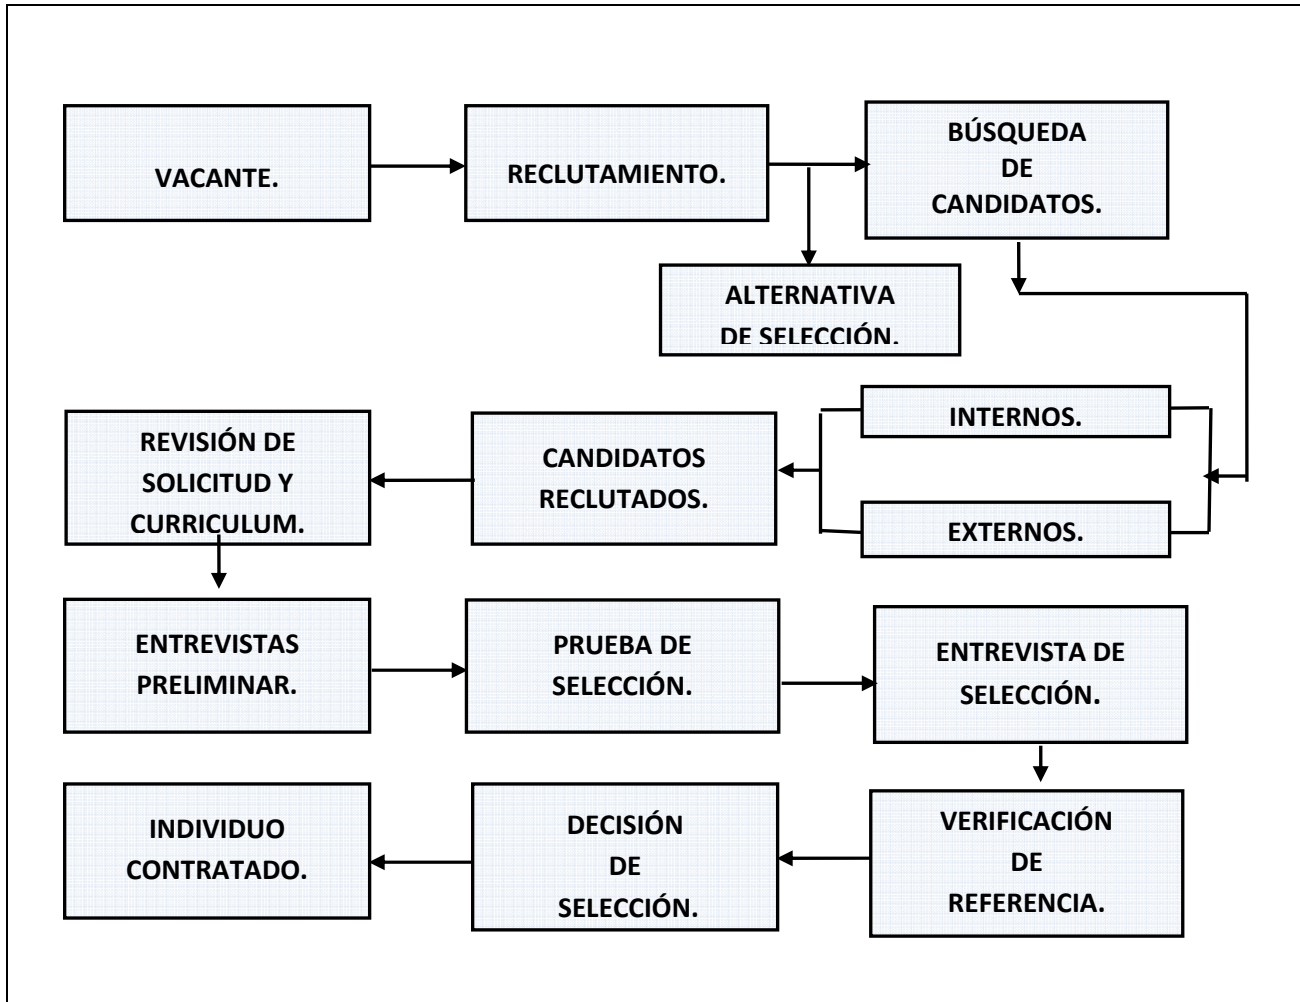 VACANTE.
RECLUTAMIENTO.
BÚSQUEDA
DE
CANDIDATOS.
ALTERNATIVA
DE SELECCIÓN.
INTERNOS.
EXTERNOS.
CANDIDATOS
RECLUTADOS.
REVISIÓN DE
SOLICITUD Y
CURRICULUM.
ENTREVISTAS
PRELIMINAR.
PRUEBA DE
SELECCIÓN.
ENTREVISTA DE
SELECCIÓN.
VERIFICACIÓN
DE
REFERENCIA.
DECISIÓN
DE
SELECCIÓN.
INDIVIDUO
CONTRATADO.